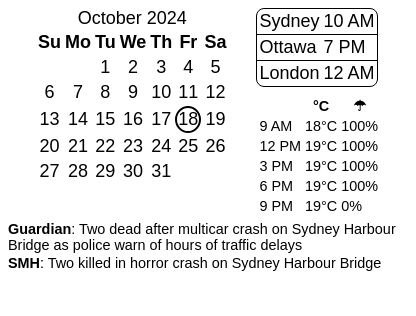 October 2024
Su Mo Tu We Th Fr Sa
1 2 3 4 5
6 7 8 9 10 11 12
13 14 15 16 17 18 19
20 21 22 23 24 25 26
27 28 29 30 31
Sydney 10 AM
Ottawa 7 PM
London 12 AM
°C ☂
9 AM 18°C 100%
12 PM 19°C 100%
3 PM 19°C 100%
6 PM 19°C 100%
9 PM 19°C 0%
Guardian: Two dead after multicar crash on Sydney Harbour
Bridge as police warn of hours of traffic delays
SMH: Two killed in horror crash on Sydney Harbour Bridge